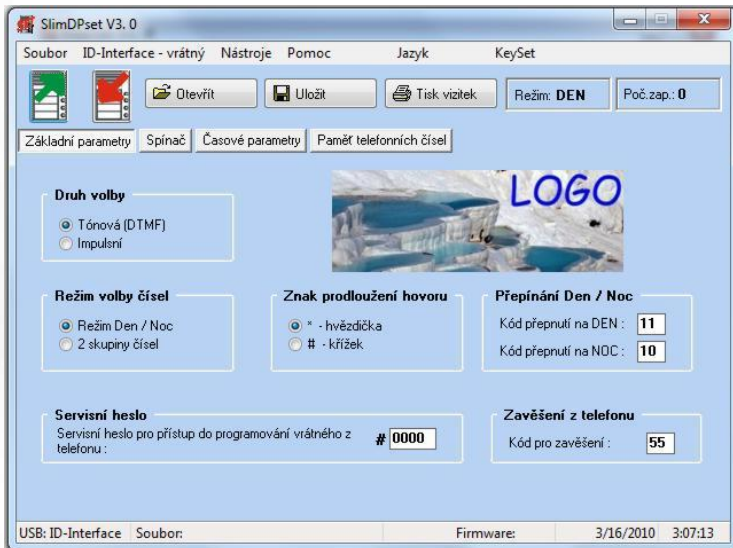 SlimDPset V3. 0
Soubor ID-Interface - vrátný Nástroje Pomoc Jazyk KeySet
Otevřít Uložit Tisk vizitek Režim: DEN Poč.zap.: 0
Základní parametry Spínač Časové parametry Paměť telefonních čísel
LOGO
Druh volby
Tónová (DTMF)
Impulsní
Režim volby čísel Znak prodloužení hovoru Přepínání Den / Noc
Režim Den / Noc * - hvězdička Kód přepnutí na DEN : 11
2 skupiny čísel # - křížek Kód přepnutí na NOC : 10
Servisní heslo Zavěšení z telefonu
Servisní heslo pro přístup do programování vrátného z
telefonu : # 0000 Kód pro zavěšení : 55
USB: ID-Interface Soubor: Firmware: 3/16/2010 3:07:13